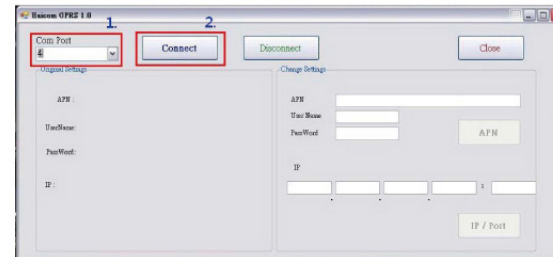 Haicom GPRS 1.0
1.
2.
Com Port
4
Connect
Disconnect
Close
Original Settings
APN :
UserName:
PassWord:
IP :
Change Settings
APN
User Name
PassWord
APN
IP
:
IP / Port